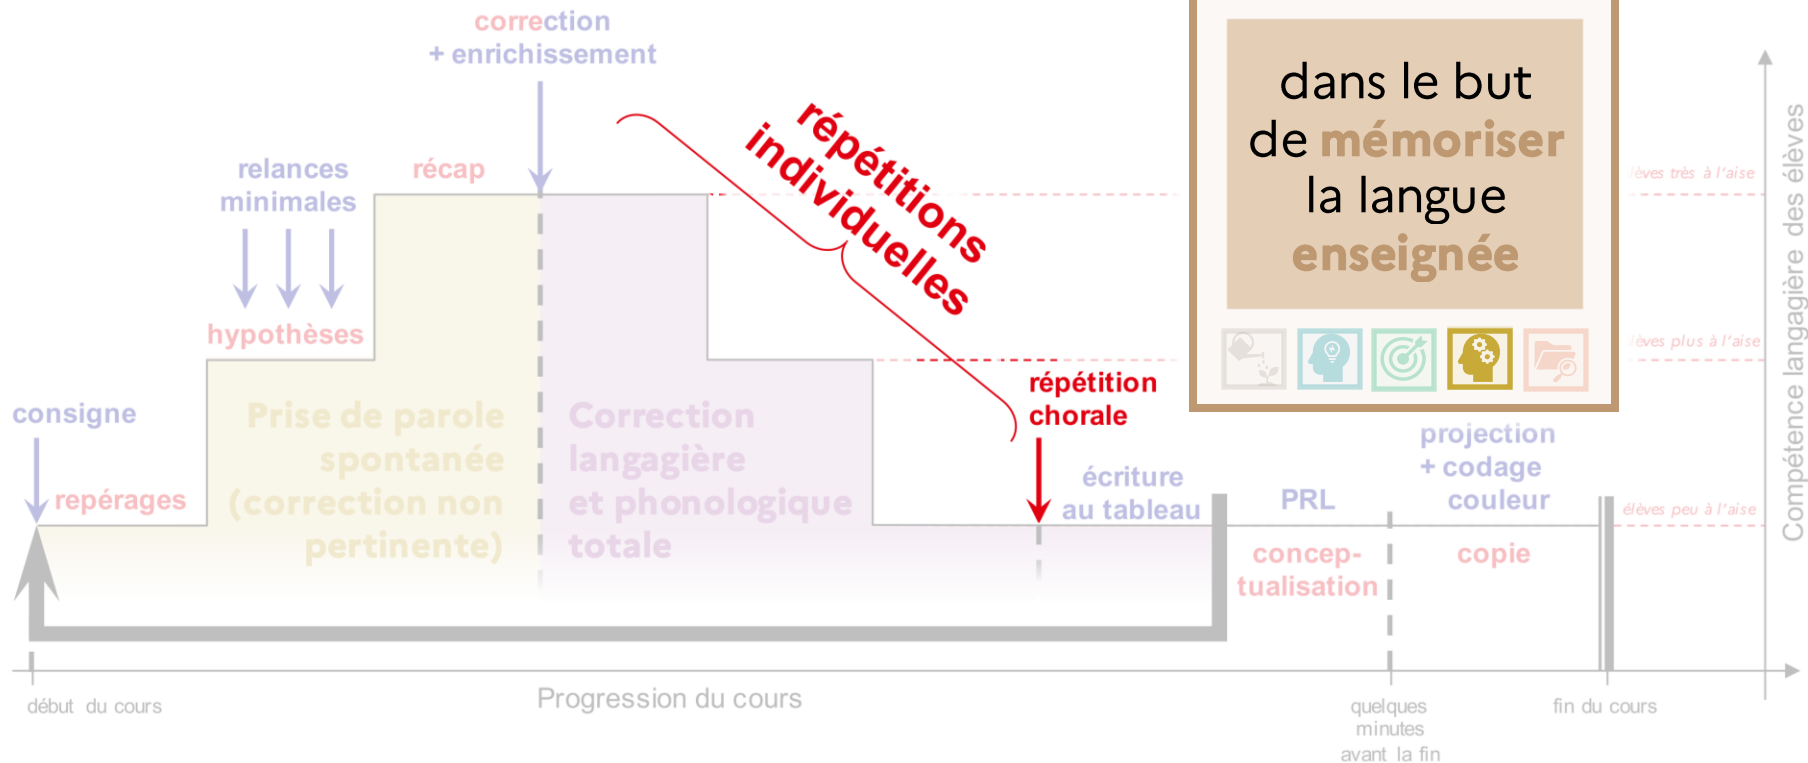 correction
+ enrichissement
répétitions
individuelles
dans le but
de mémoriser
la langue
enseignée
relances
minimales
récap
hypothèses
élèves très à l'aise
élèves plus à l'aise
consigne
repérages
Prise de parole
spontanée
(correction non
pertinente)
Correction
langagière
et phonologique
totale
répétition
chorale
écriture
au tableau
PRL
projection
+ codage
couleur
élèves peu à l'aise
concep-
tualisation
copie
Compétence langagière des élèves
Progression du cours
début du cours
quelques
minutes
avant la fin
fin du cours